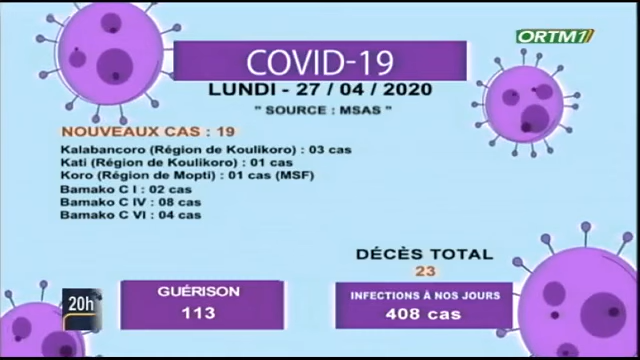 ORTM1
COVID-19
LUNDI - 27 / 04 / 2020
" SOURCE : MSAS "
NOUVEAUX CAS : 19
Kalabancoro (Région de Koulikoro) : 03 cas
Kati (Région de Koulikoro) : 01 cas
Koro (Région de Mopti) : 01 cas (MSF)
Bamako C I : 02 cas
Bamako C IV : 08 cas
Bamako C VI : 04 cas
DÉCÈS TOTAL
23
20h
GUÉRISON
113
INFECTIONS À NOS JOURS
408 cas